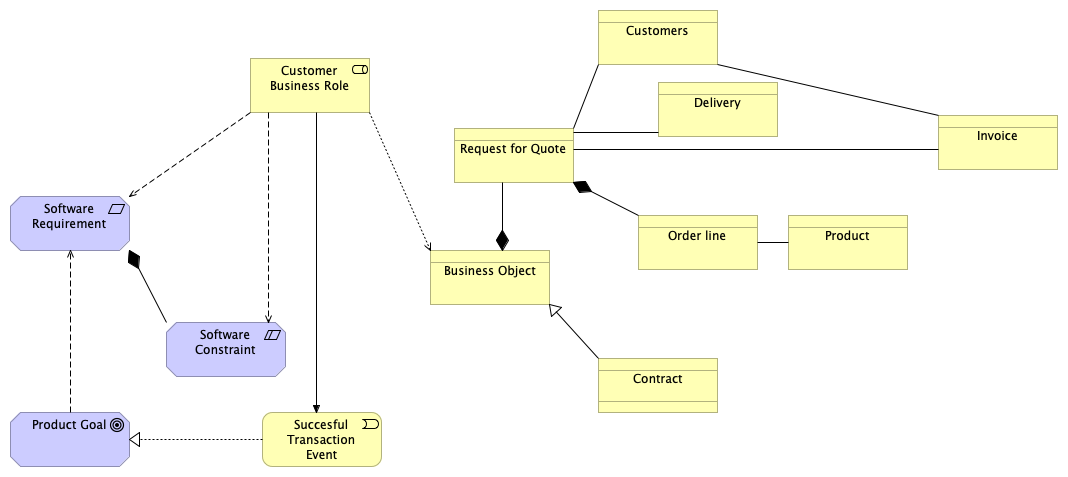 Customers
Customer
Business Role
Delivery
Invoice
Request for Quote
Software
Requirement
Order line
Product
Business Object
Software
Constraint
Contract
Product Goal
Succesful
Transaction
Event